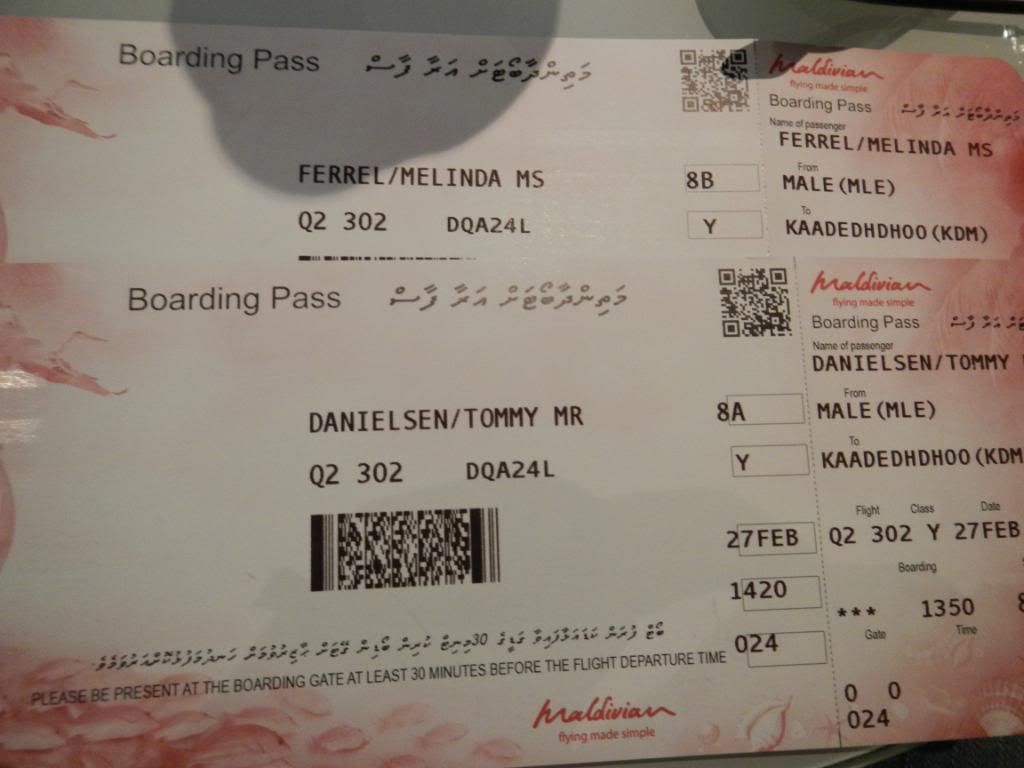 Boarding Pass މަތިންދާބޯޓަށް އަރާ ފާސް
FERREL/MELINDA MS 8B
Q2 302 DQA24L Y
Maldivian
flying made simple
Boarding Pass މަތިންދާބޯޓަށް އަރާ ފާސް
Name of passenger
FERREL/MELINDA MS
From
MALE(MLE)
To
KAADEDHDHOO(KDM)
Boarding Pass މަތިންދާބޯޓަށް އަރާ ފާސް
DANIELSEN/TOMMY MR 8A
Q2 302 DQA24L Y
27FEB
1420
024
PLEASE BE PRESENT AT THE BOARDING GATE AT LEAST 30 MINUTES BEFORE THE FLIGHT DEPARTURE TIME
Maldivian
flying made simple
Maldivian
flying made simple
Boarding Pass
Name of passenger
DANIELSEN/TOMMY
From
MALE(MLE)
To
KAADEDHDHOO(KDM
Flight Class Date
Q2 302 Y 27FEB
Boarding
*** 1350 8
Gate Time
0 0
024